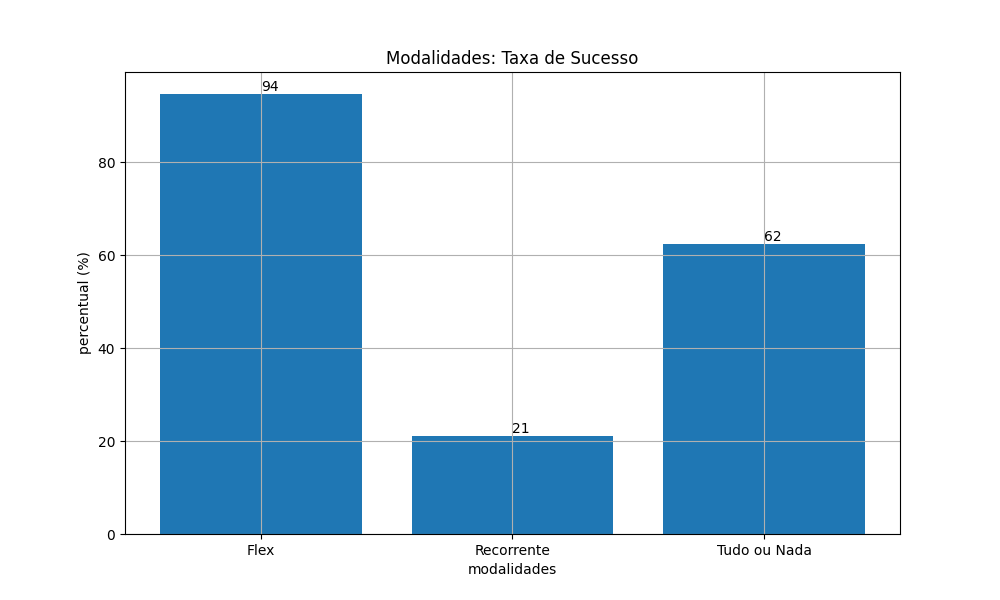 Modalidades: Taxa de Sucesso
94
62
21
percentual (%)
80
60
40
20
0
Flex
Recorrente
Tudo ou Nada
modalidades